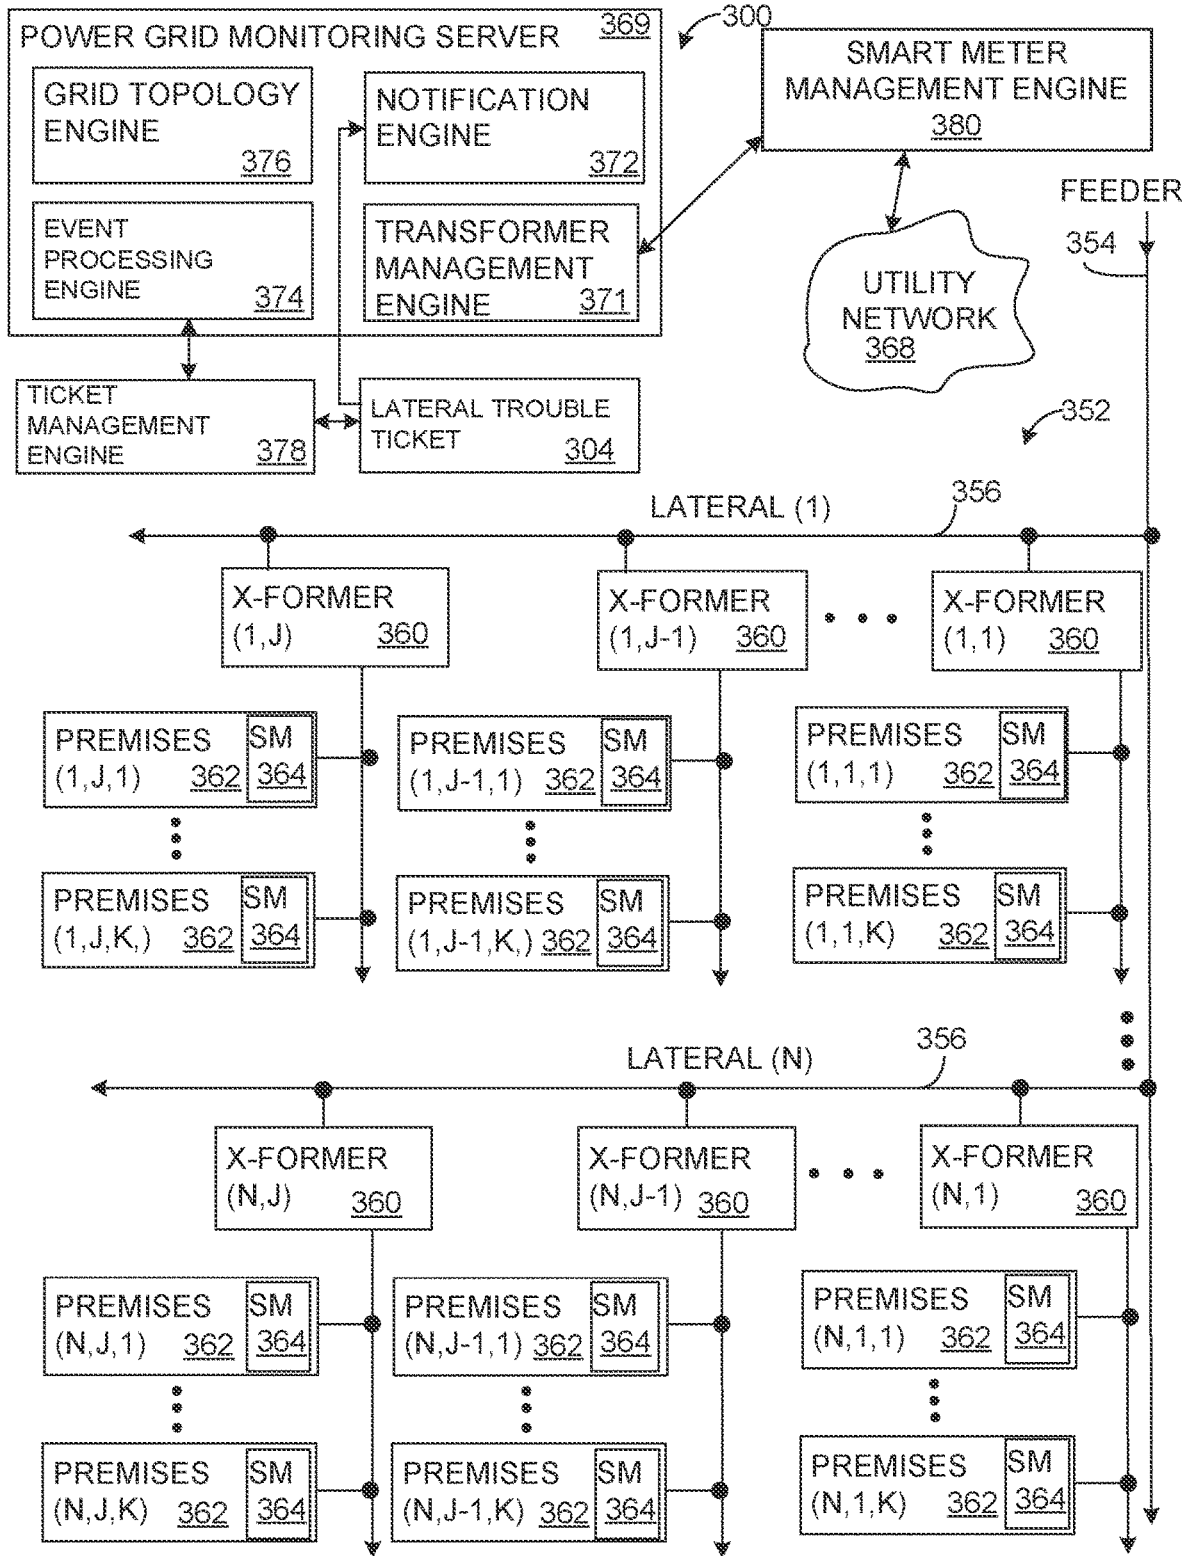 POWER GRID MONITORING SERVER 369
GRID TOPOLOGY
ENGINE
376
NOTIFICATION
ENGINE
372
EVENT
PROCESSING
ENGINE
374
TRANSFORMER
MANAGEMENT
ENGINE
371
300
SMART METER
MANAGEMENT ENGINE
380
FEEDER
354
UTILITY
NETWORK
368
352
TICKET
MANAGEMENT
ENGINE
378
LATERAL TROUBLE
TICKET
304
LATERAL (1)
356
X-FORMER
(1,J) 360
X-FORMER
(1,J-1) 360
X-FORMER
(1,1) 360
PREMISES SM
(1,J,1) 362 364
PREMISES SM
(1,J-1,1) 362 364
PREMISES SM
(1,1,1) 362 364
PREMISES SM
(1,J,K,) 362 364
PREMISES SM
(1,J-1,K,) 362 364
PREMISES SM
(1,1,K) 362 364
LATERAL (N)
356
X-FORMER
(N,J) 360
X-FORMER
(N,J-1) 360
X-FORMER
(N,1) 360
PREMISES SM
(N,J,1) 362 364
PREMISES SM
(N,J-1,1) 362 364
PREMISES SM
(N,1,1) 362 364
PREMISES SM
(N,J,K) 362 364
PREMISES SM
(N,J-1,K) 362 364
PREMISES SM
(N,1,K) 362 364